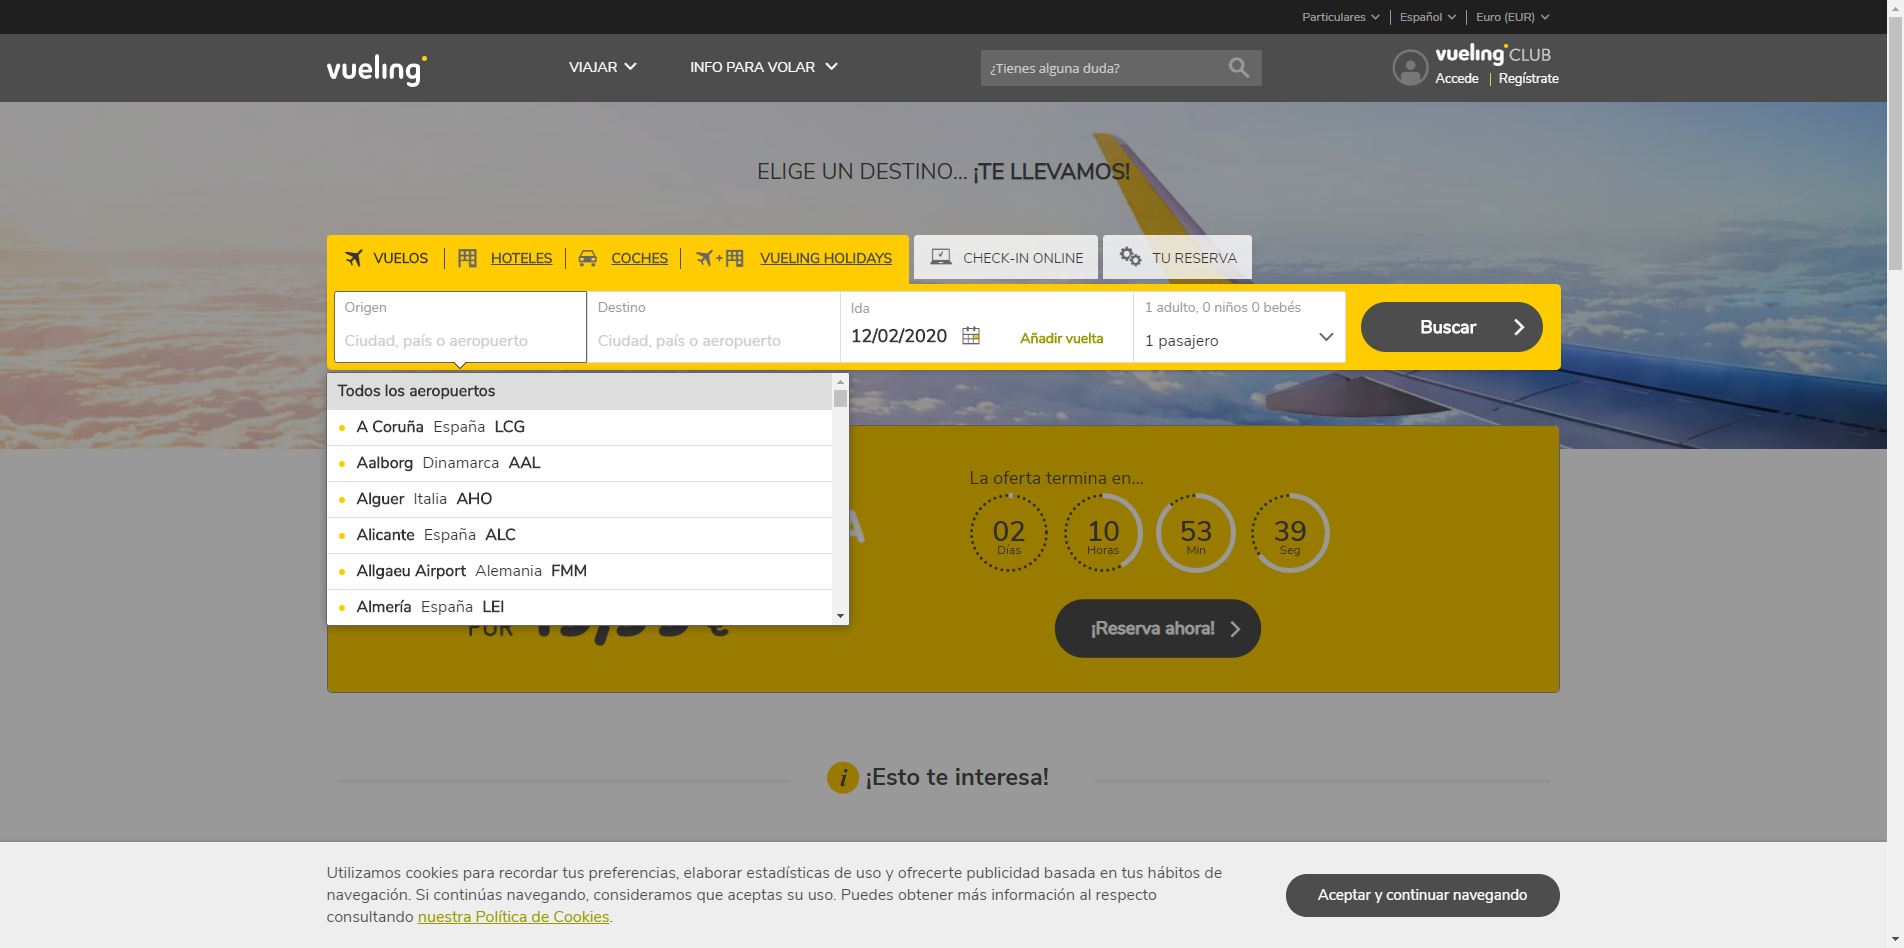 Particulares
Español
Euro (EUR)
vueling
VIAJAR
INFO PARA VOLAR
¿Tienes alguna duda?
vueling CLUB
Accede
Regístrate
ELIGE UN DESTINO... ¡TE LLEVAMOS!
VUELOS
HOTELES
COCHES
+
VUELING HOLIDAYS
CHECK-IN ONLINE
TU RESERVA
Origen
Ciudad, país o aeropuerto
Destino
Ciudad, país o aeropuerto
Ida
12/02/2020
Añadir vuelta
1 adulto, 0 niños 0 bebés
1 pasajero
Buscar
Todos los aeropuertos
A Coruña España LCG
Aalborg Dinamarca AAL
Alguer Italia AHO
Alicante España ALC
Allgaeu Airport Alemania FMM
Almería España LEI
La oferta termina en...
02 Días
10 Horas
53 Min
39 Seg
¡Reserva ahora!
i ¡Esto te interesa!
Utilizamos cookies para recordar tus preferencias, elaborar estadísticas de uso y ofrecerte publicidad basada en tus hábitos de
navegación. Si continúas navegando, consideramos que aceptas su uso. Puedes obtener más información al respecto
consultando nuestra Política de Cookies.
Aceptar y continuar navegando